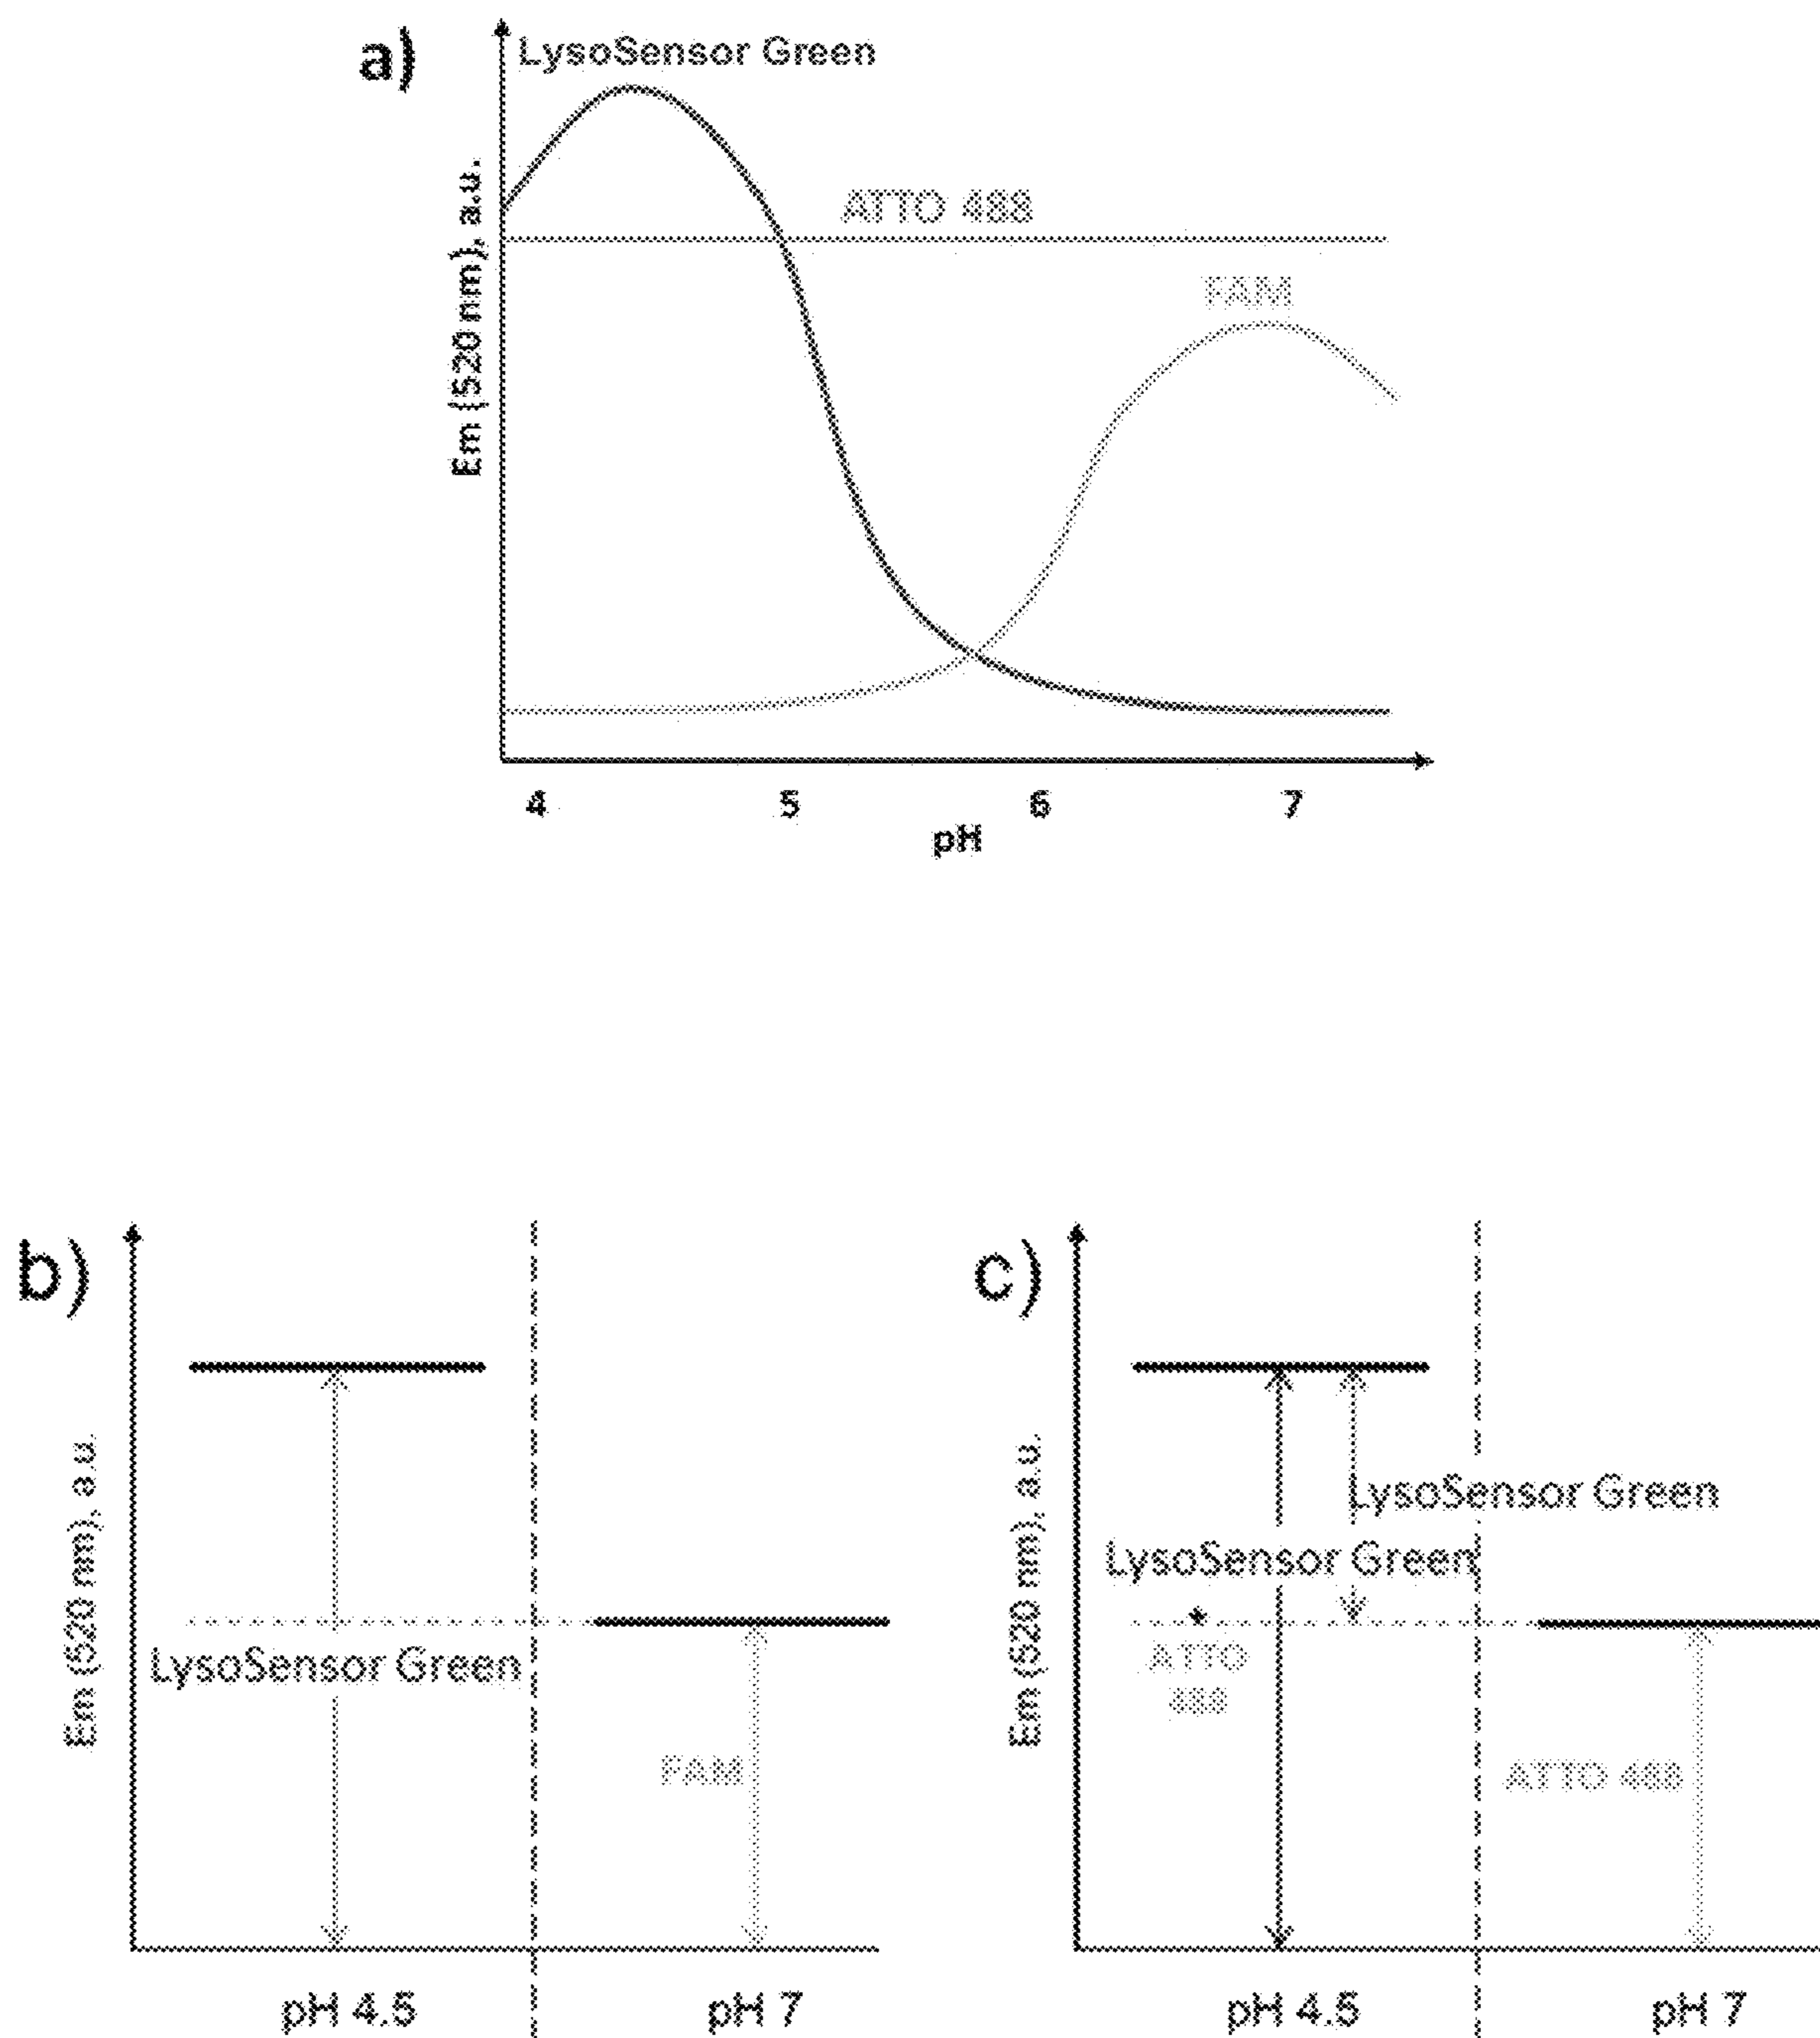 a)
LysoSensor Green
ATTO 488
FAM
Em (520 nm), a.u.
4 5 6 7
pH
b)
Em (520 nm), a.u.
LysoSensor Green
FAM
pH 4.5 pH 7
c)
Em (520 nm), a.u.
LysoSensor Green
LysoSensor Green
+
ATTO
ATTO 488
pH 4.5 pH 7